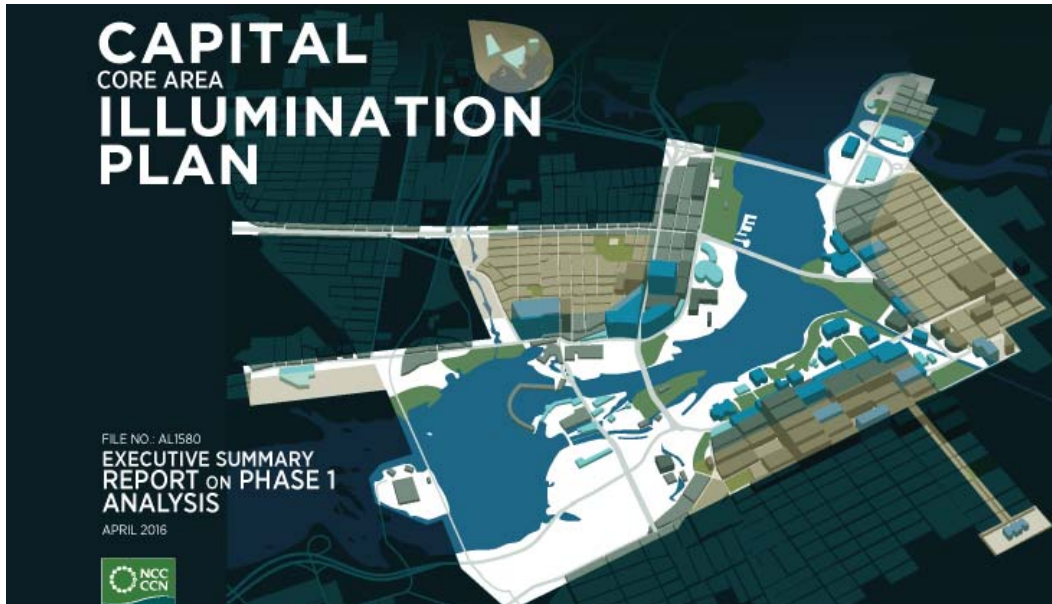 CAPITAL
CORE AREA
ILLUMINATION
PLAN
FILE NO.: AL1580
EXECUTIVE SUMMARY
REPORT ON PHASE 1
ANALYSIS
APRIL 2016
NCC
CCN